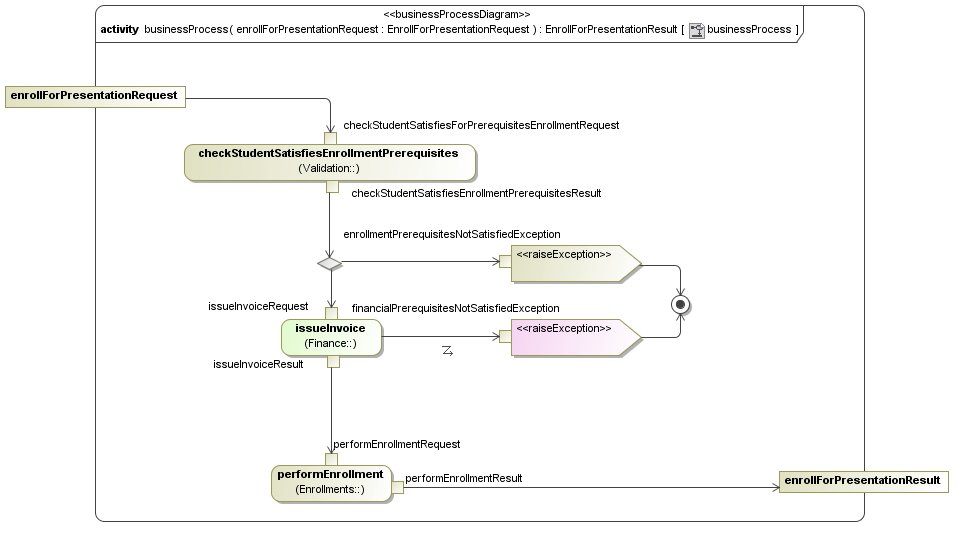 <<businessProcessDiagram>>
activity businessProcess( enrollForPresentationRequest : EnrollForPresentationRequest ) : EnrollForPresentationResult [ businessProcess ]
enrollForPresentationRequest
checkStudentSatisfiesForPrerequisitesEnrollmentRequest
checkStudentSatisfiesEnrollmentPrerequisites
(Validation::)
checkStudentSatisfiesEnrollmentPrerequisitesResult
enrollmentPrerequisitesNotSatisfiedException
<<raiseException>>
issueInvoiceRequest
financialPrerequisitesNotSatisfiedException
issueInvoice
(Finance::)
<<raiseException>>
issueInvoiceResult
performEnrollmentRequest
performEnrollment
(Enrollments::)
performEnrollmentResult
enrollForPresentationResult